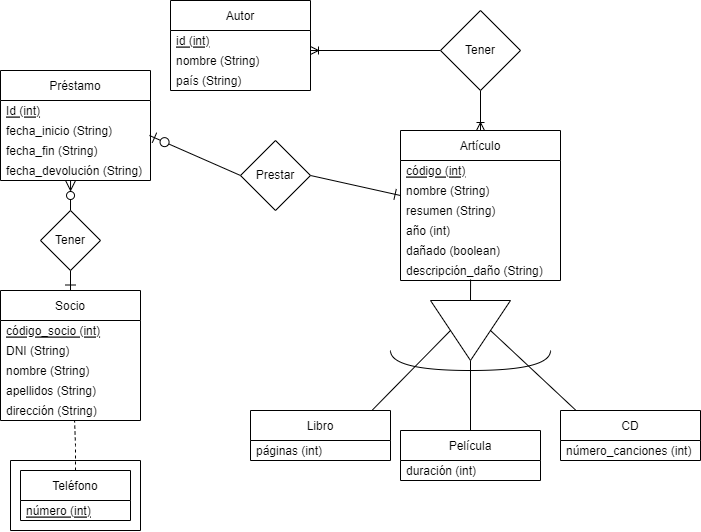 Autor
id (int)
nombre (String)
país (String)
Tener
Préstamo
Id (int)
fecha_inicio (String)
fecha_fin (String)
fecha_devolución (String)
Prestar
Artículo
código (int)
nombre (String)
resumen (String)
año (int)
dañado (boolean)
descripción_daño (String)
Tener
Socio
código_socio (int)
DNI (String)
nombre (String)
apellidos (String)
dirección (String)
Libro
páginas (int)
Película
duración (int)
CD
número_canciones (int)
Teléfono
número (int)